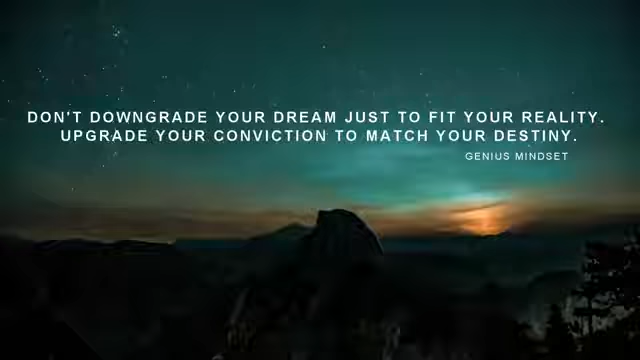 DON'T DOWNGRADE YOUR DREAM JUST TO FIT YOUR REALITY.
UPGRADE YOUR CONVICTION TO MATCH YOUR DESTINY.
GENIUS MINDSET